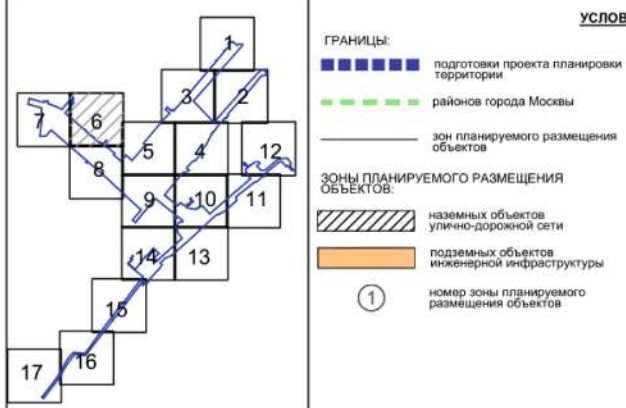 УСЛОВ
ГРАНИЦЫ:
подготовки проекта планировки
территории
районов города Москвы
зон планируемого размещения
объектов
ЗОНЫ ПЛАНИРУЕМОГО РАЗМЕЩЕНИЯ
ОБЪЕКТОВ:
наземных объектов
улично-дорожной сети
подземных объектов
инженерной инфраструктуры
1
номер зоны планируемого
размещения объектов
1
3 2
7 6
5 4 12
8
9 10 11
14 13
15
16
17